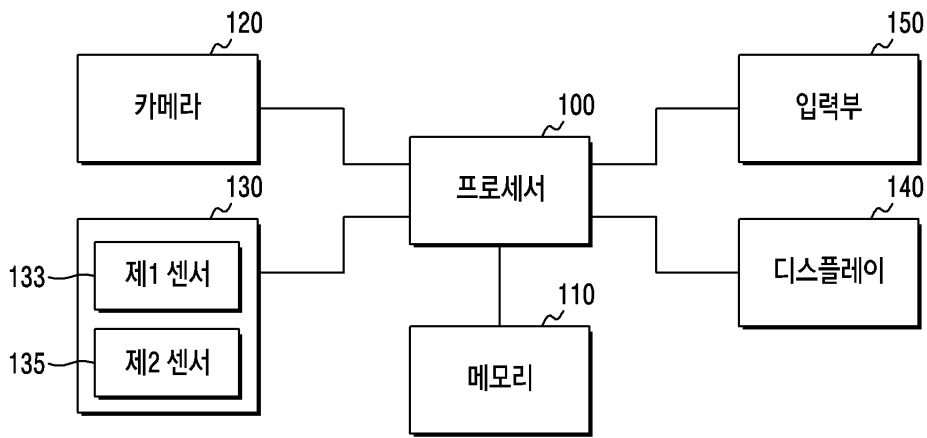 120
카메라
150
입력부
100
프로세서
130
133
제1 센서
135
제2 센서
140
디스플레이
110
메모리